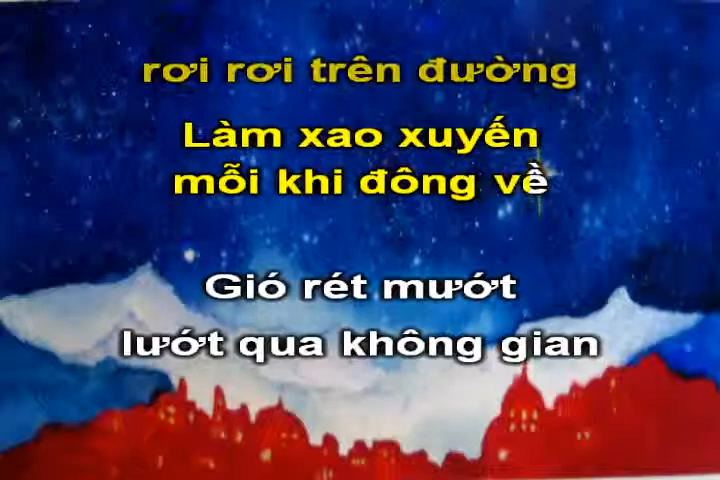 rơi rơi trên đường
Làm xao xuyến
mỗi khi đông về
Gió rét mướt
lướt qua không gian